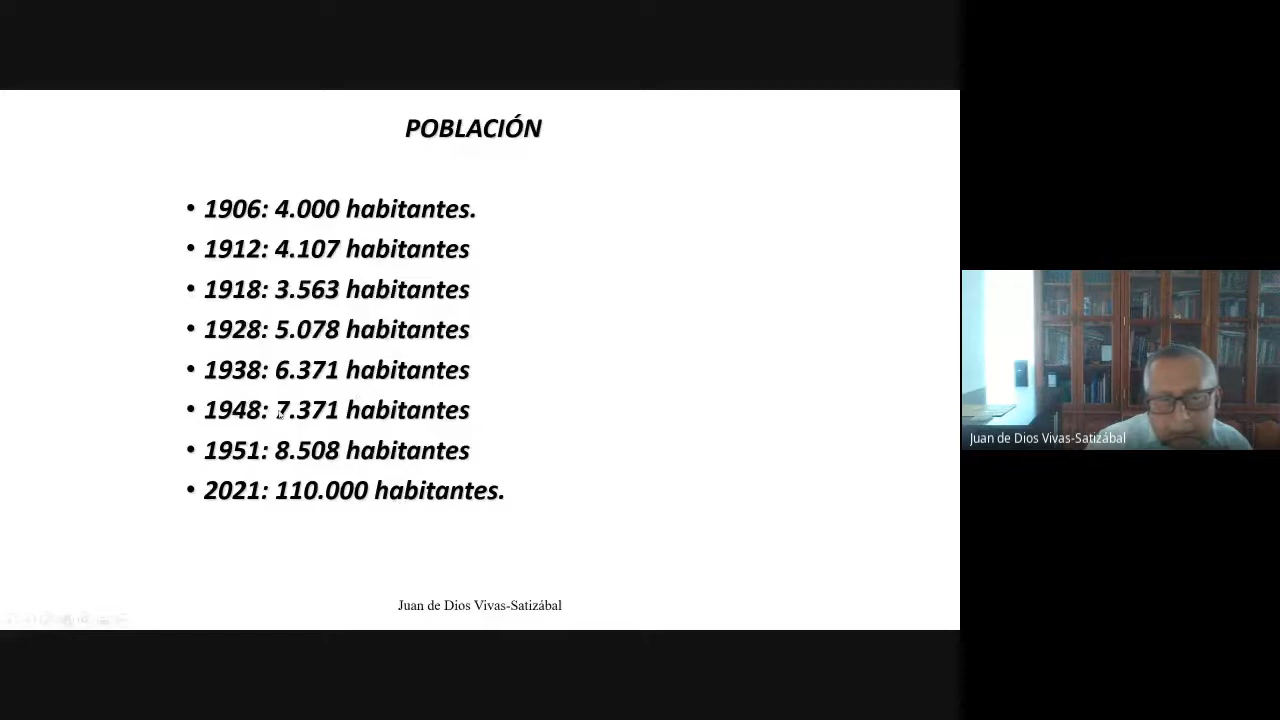 POBLACIÓN
• 1906: 4.000 habitantes.
• 1912: 4.107 habitantes
• 1918: 3.563 habitantes
• 1928: 5.078 habitantes
• 1938: 6.371 habitantes
• 1948: 7.371 habitantes
• 1951: 8.508 habitantes
• 2021: 110.000 habitantes.
Juan de Dios Vivas-Satizábal
Juan de Dios Vivas-Satizábal